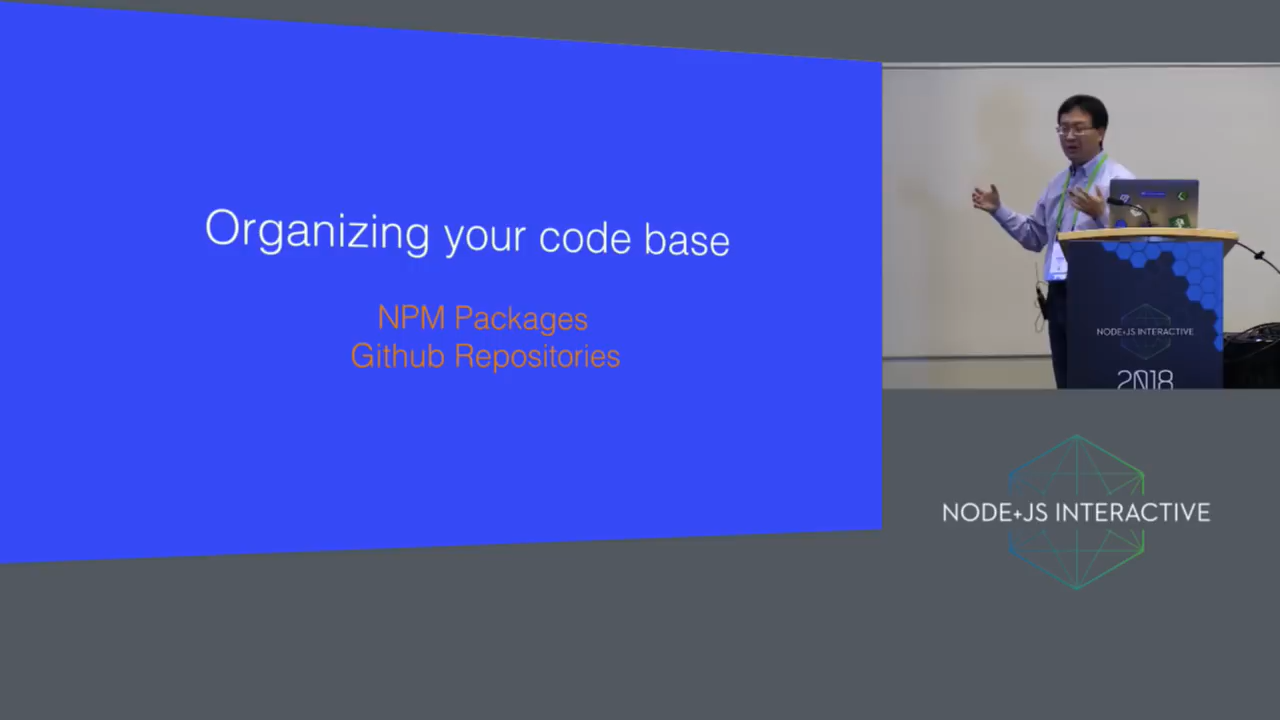 Organizing your code base
NPM Packages
Github Repositories
NODE+JS INTERACTIVE
2018
NODE+JS INTERACTIVE